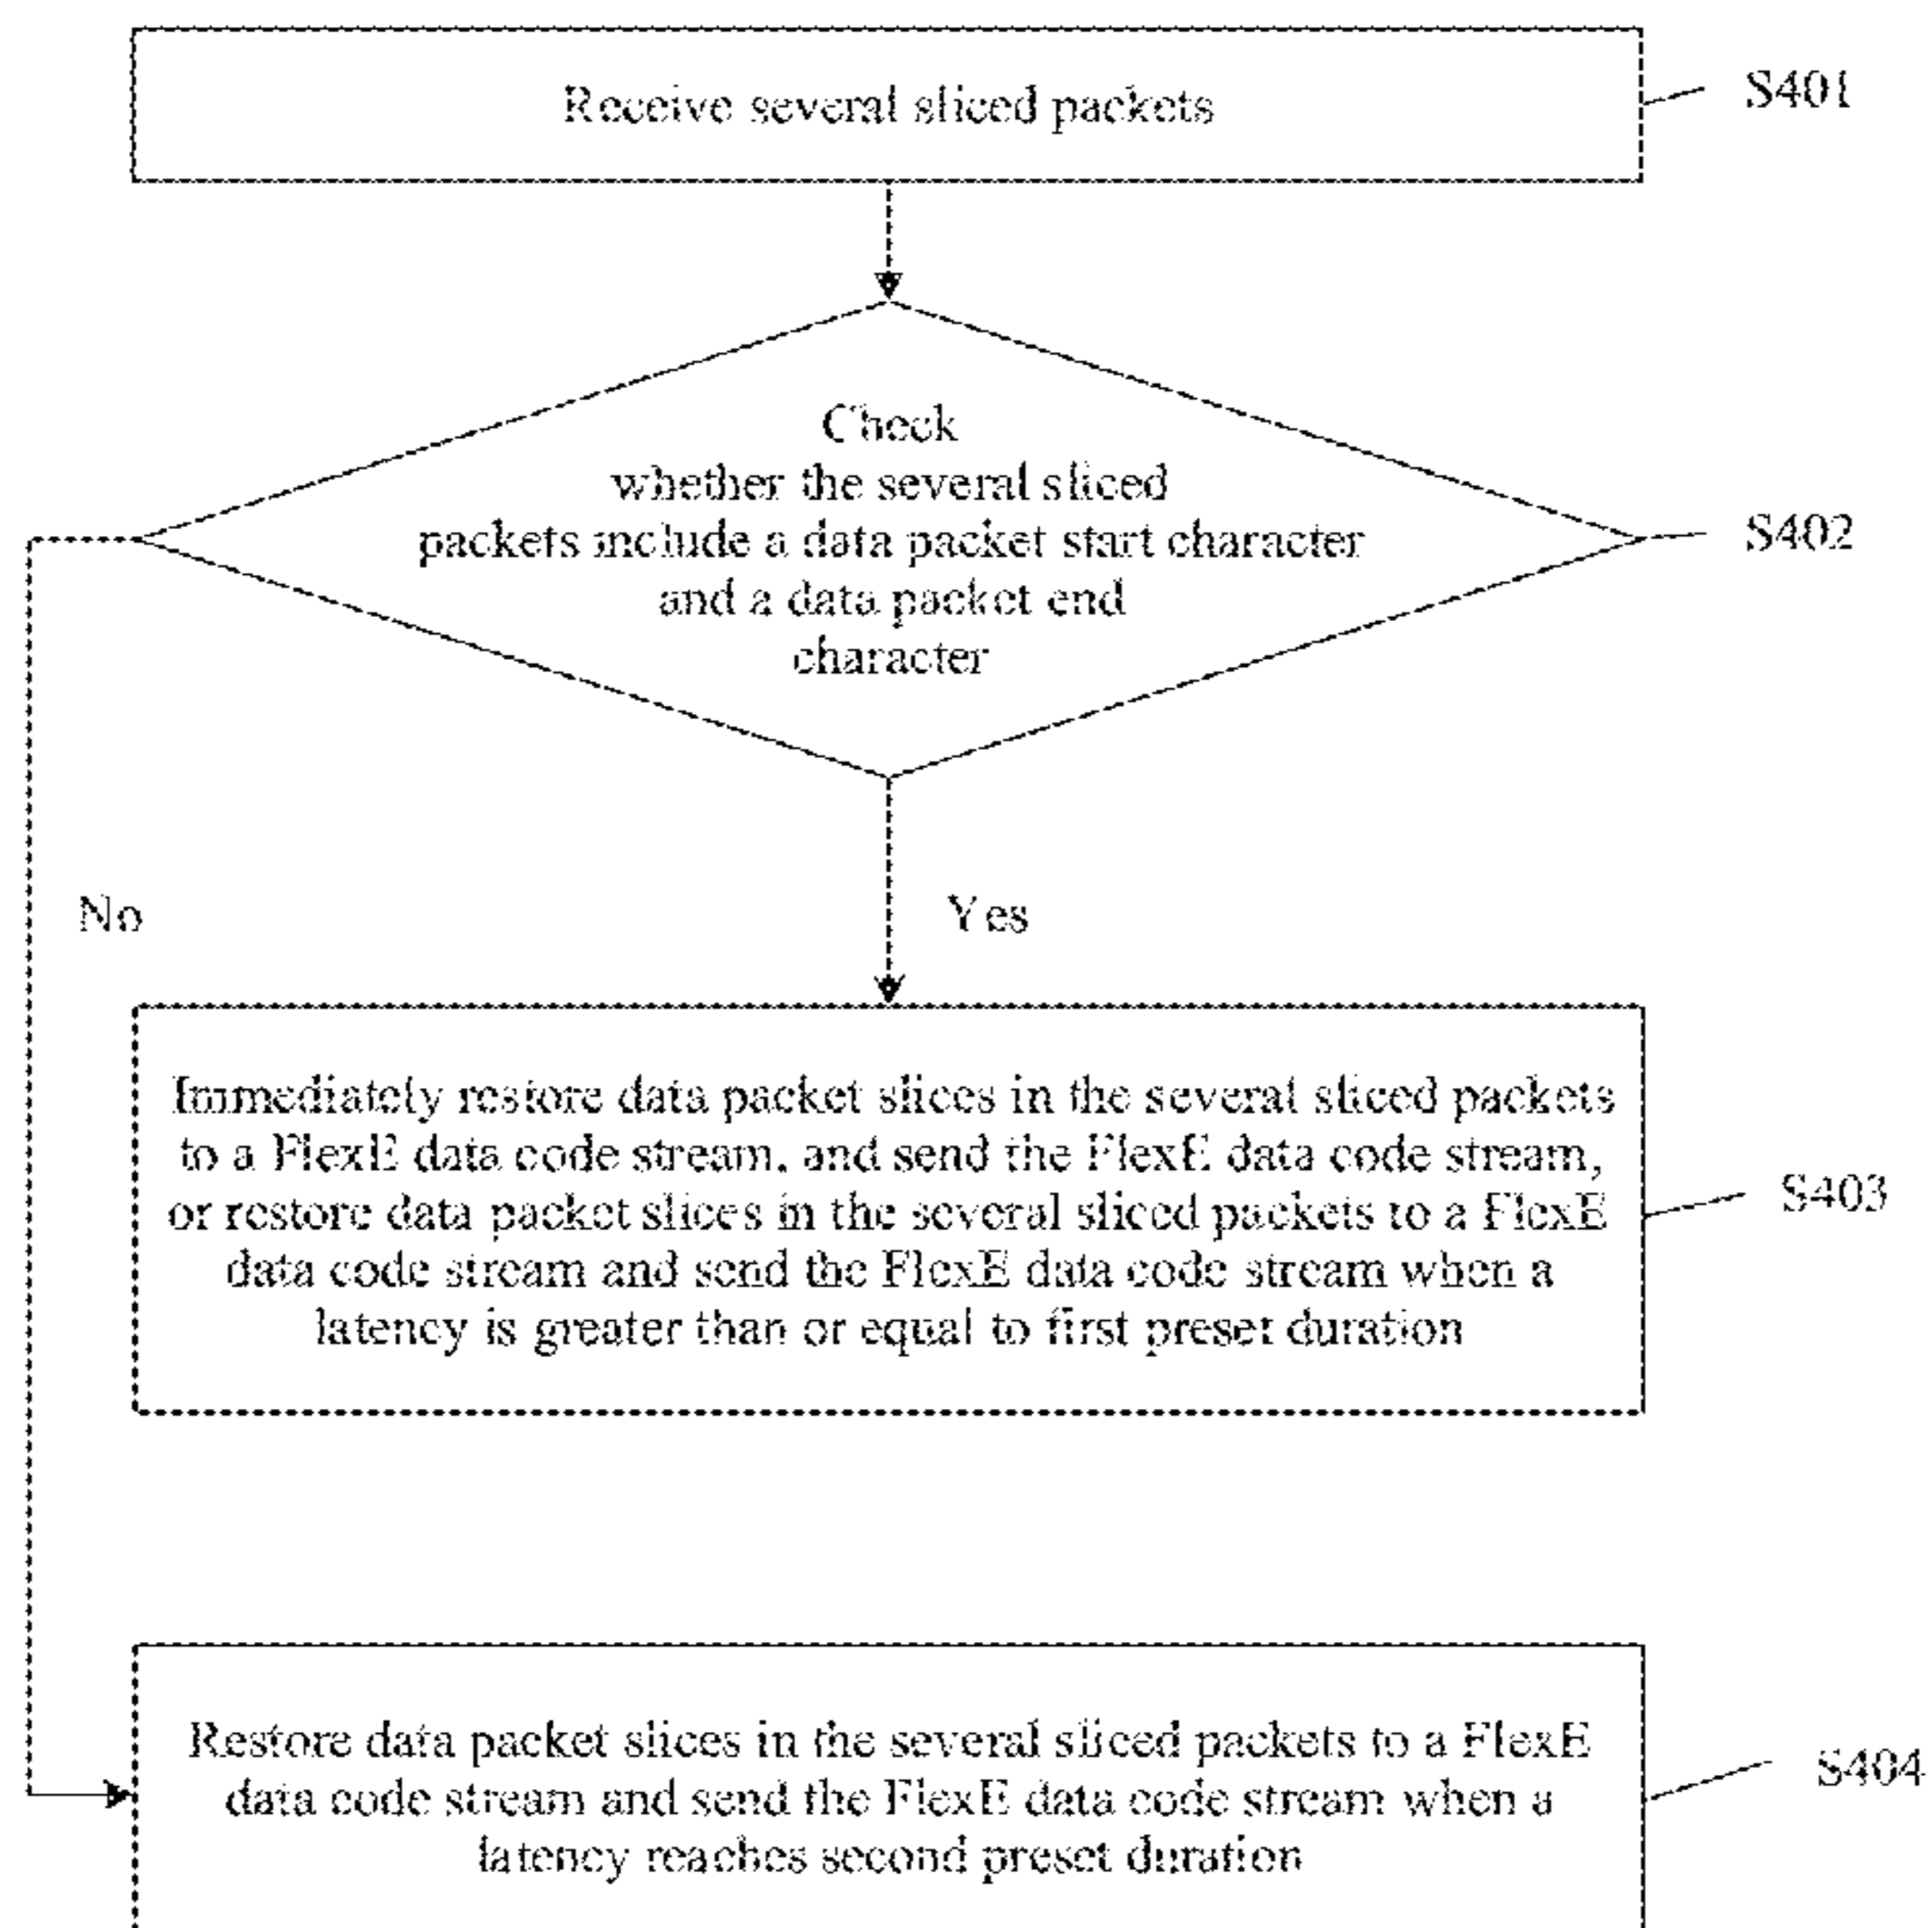 Receive several sliced packets
S401
Check
whether the several sliced
packets include a data packet start character
and a data packet end
character
S402
No
Yes
Immediately restore data packet slices in the several sliced packets
to a FlexE data code stream, and send the FlexE data code stream,
or restore data packet slices in the several sliced packets to a FlexE
data code stream and send the FlexE data code stream when a
latency is greater than or equal to first preset duration
S403
Restore data packet slices in the several sliced packets to a FlexE
data code stream and send the FlexE data code stream when a
latency reaches second preset duration
S404